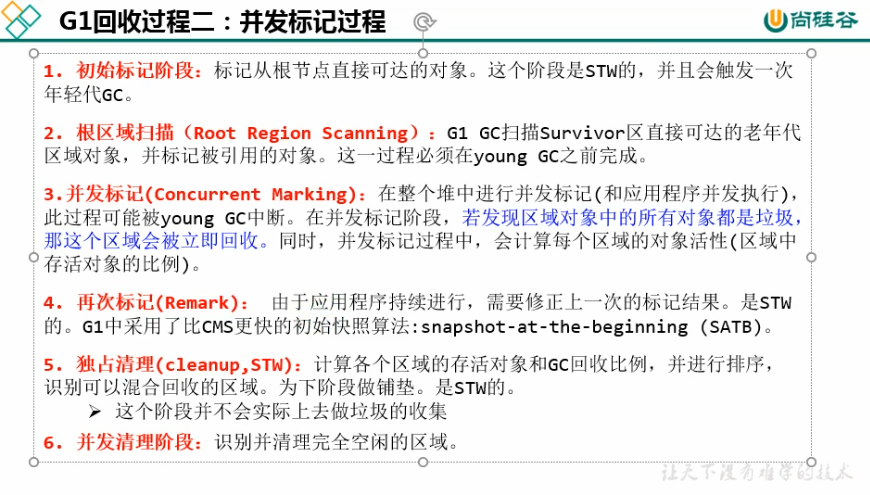 G1回收过程二：并发标记过程
尚硅谷
1. 初始标记阶段：标记从根节点直接可达的对象。这个阶段是STW的，并且会触发一次
年轻代GC。
2. 根区域扫描（Root Region Scanning）：G1 GC扫描Survivor区直接可达的老年代
区域对象，并标记被引用的对象。这一过程必须在young GC之前完成。
3.并发标记(Concurrent Marking)：在整个堆中进行并发标记(和应用程序并发执行)，
此过程可能被young GC中断。在并发标记阶段，若发现区域对象中的所有对象都是垃圾，
那这个区域会被立即回收。同时，并发标记过程中，会计算每个区域的对象活性(区域中
存活对象的比例)。
4. 再次标记(Remark)： 由于应用程序持续进行，需要修正上一次的标记结果。是STW
的。G1中采用了比CMS更快的初始快照算法:snapshot-at-the-beginning (SATB)。
5. 独占清理(cleanup,STW)：计算各个区域的存活对象和GC回收比例，并进行排序，
识别可以混合回收的区域。为下阶段做铺垫。是STW的。
➢ 这个阶段并不会实际上去做垃圾的收集
6. 并发清理阶段：识别并清理完全空闲的区域。
让天下没有难学的技术